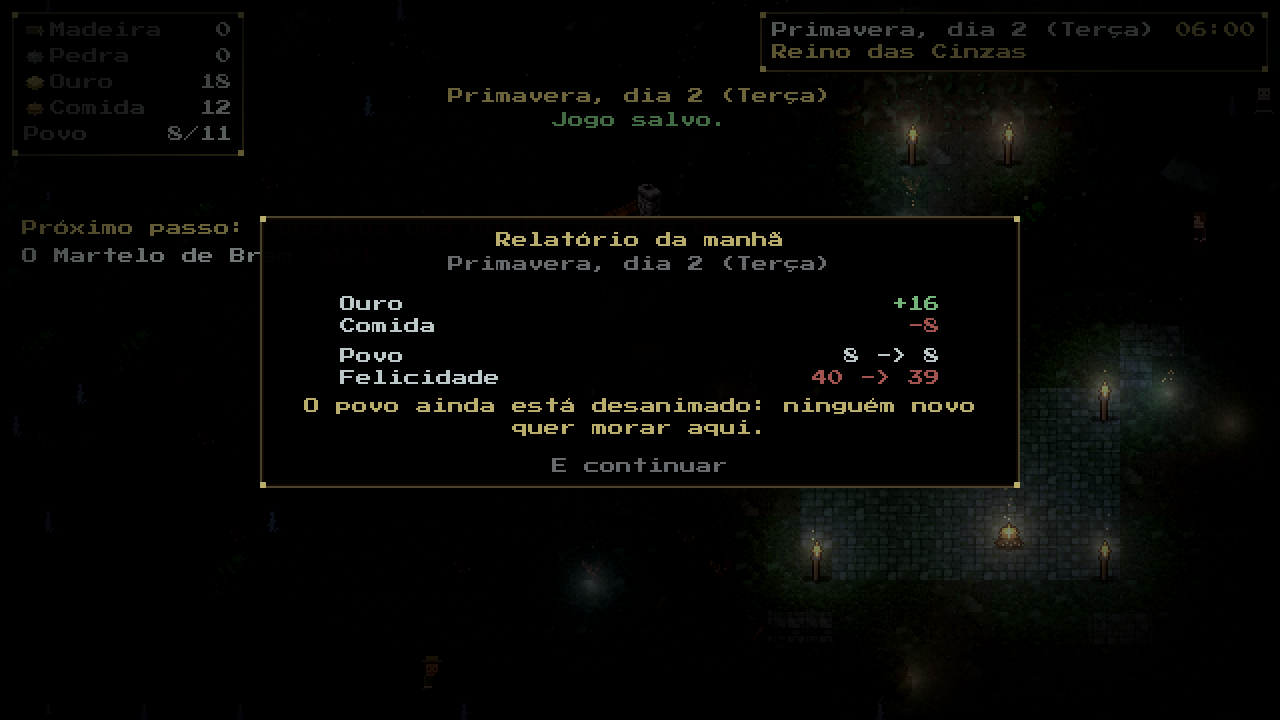 Madeira 0
Pedra 0
Ouro 18
Comida 12
Povo 8/11
Primavera, dia 2 (Terça) 06:00
Reino das Cinzas
Primavera, dia 2 (Terça)
Jogo salvo.
Próximo passo:
O Martelo de Br
Relatório da manhã
Primavera, dia 2 (Terça)
Ouro +16
Comida -8
Povo 8 -> 8
Felicidade 40 -> 39
O povo ainda está desanimado: ninguém novo
quer morar aqui.
E continuar